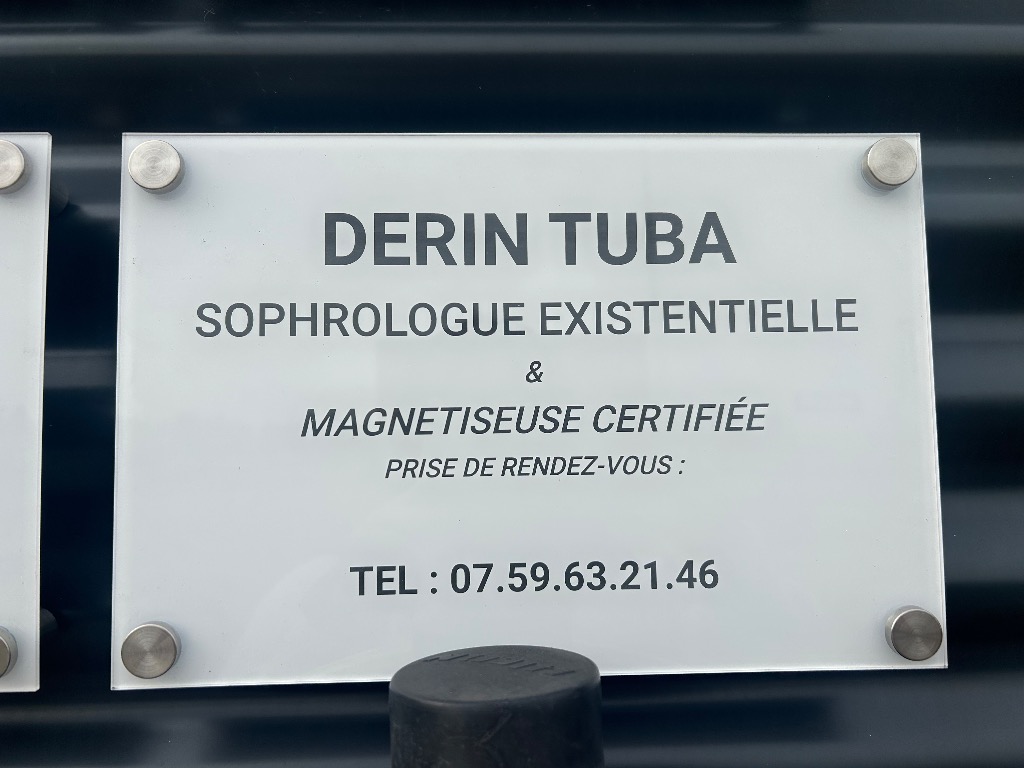 DERIN TUBA
SOPHROLOGUE EXISTENTIELLE
&
MAGNETISEUSE CERTIFIÉE
PRISE DE RENDEZ-VOUS :
TEL : 07.59.63.21.46